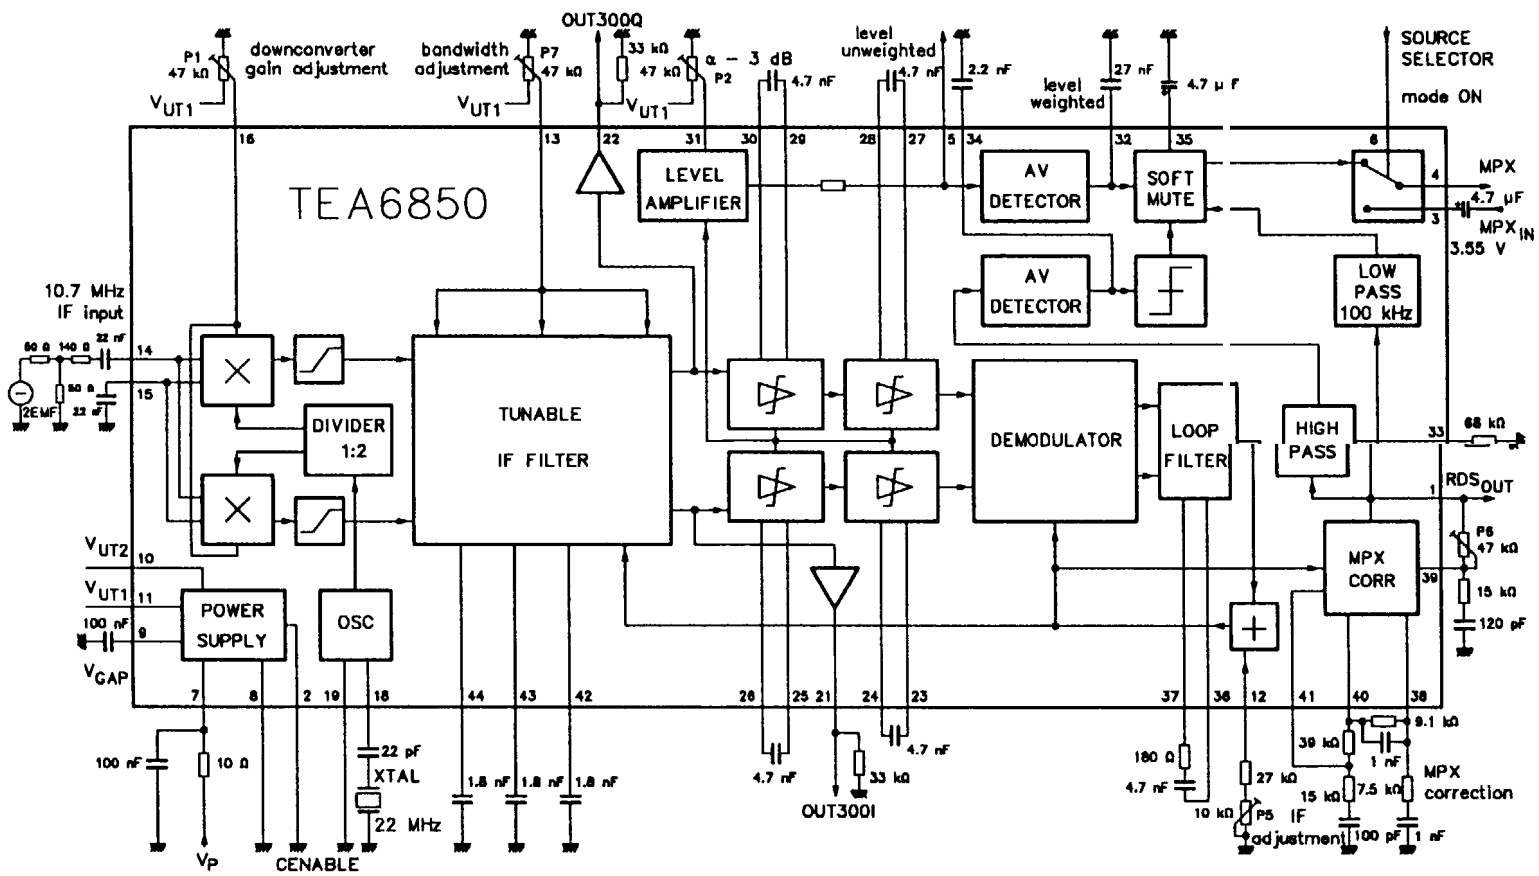 OUT300Q
P1
47 kΩ
downconverter
gain adjustment
VUT1
bandwidth
adjustment
P7
47 kΩ
VUT1
33 kΩ
47 kΩ
VUT1
α - 3 dB
P2
4.7 nF
level
unweighted
4.7 nF
2.2 nF
level
weighted
27 nF
4.7 μF
SOURCE
SELECTOR
mode ON
16
13
22
31
30
29
28
27
5
34
32
35
6
TEA6850
LEVEL
AMPLIFIER
AV
DETECTOR
SOFT
MUTE
4
MPX
4.7 μF
3
MPXIN
3.55 V
AV
DETECTOR
LOW
PASS
100 kHz
10.7 MHz
IF input
50 Ω
140 Ω
22 nF
14
50 Ω
15
2EMF
22 nF
DIVIDER
1:2
TUNABLE
IF FILTER
DEMODULATOR
LOOP
FILTER
HIGH
PASS
33
68 kΩ
1
RDSOUT
P6
47 kΩ
39
15 kΩ
120 pF
MPX
CORR
VUT2
10
VUT1
11
100 nF
9
VGAP
POWER
SUPPLY
OSC
7
8
2
19
18
44
43
42
26
25
21
24
23
37
36
12
41
40
38
100 nF
10 Ω
VP
CENABLE
22 pF
XTAL
22 MHz
1.8 nF
1.8 nF
1.8 nF
4.7 nF
33 kΩ
OUT300I
4.7 nF
180 Ω
4.7 nF
27 kΩ
10 kΩ
P5
IF
adjustment
39 kΩ
9.1 kΩ
1 nF
15 kΩ
7.5 kΩ
100 pF
1 nF
MPX
correction